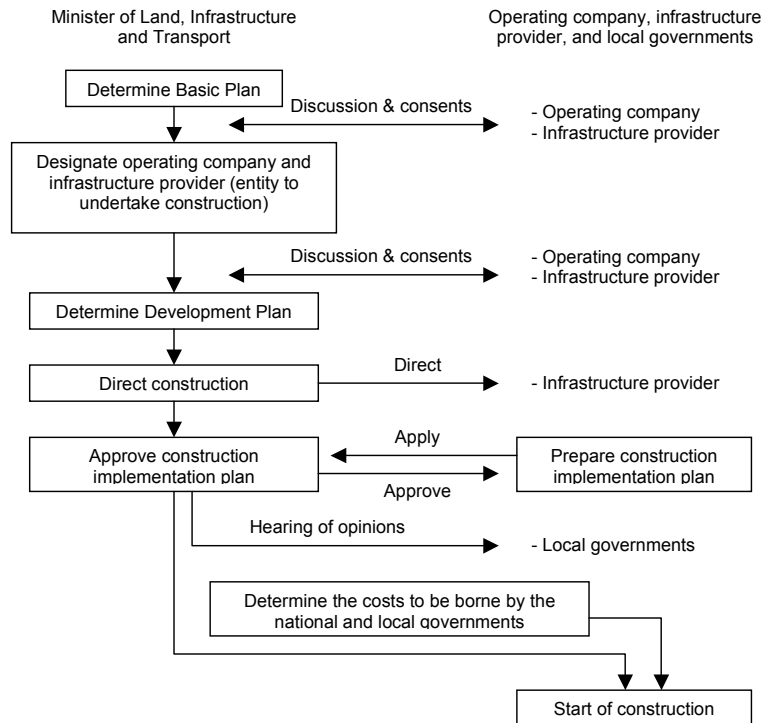 Minister of Land, Infrastructure
and Transport
Operating company, infrastructure
provider, and local governments
Determine Basic Plan
Discussion & consents
- Operating company
- Infrastructure provider
Designate operating company and
infrastructure provider (entity to
undertake construction)
Discussion & consents
- Operating company
- Infrastructure provider
Determine Development Plan
Direct construction
Direct
- Infrastructure provider
Approve construction
implementation plan
Apply
Approve
Prepare construction
implementation plan
Hearing of opinions
- Local governments
Determine the costs to be borne by the
national and local governments
Start of construction